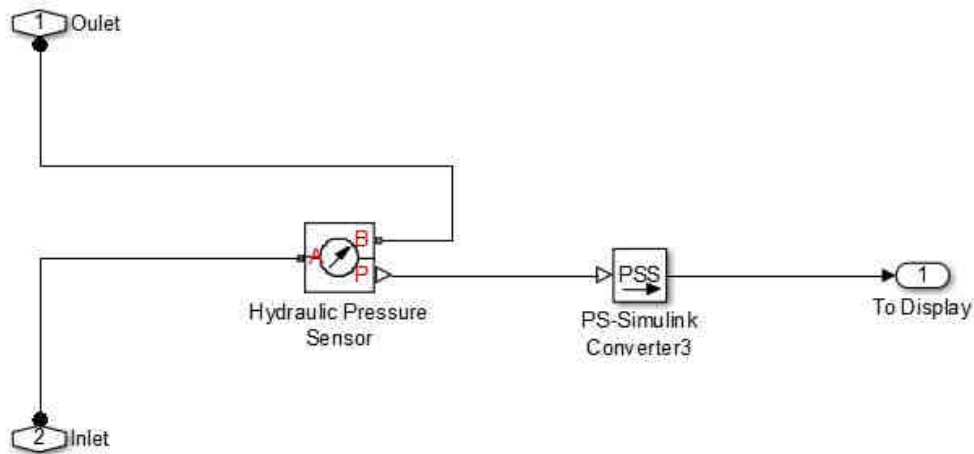 1 Oulet
B
A
P
PSS
1
Hydraulic Pressure
Sensor
PS-Simulink
Converter3
To Display
2 Inlet